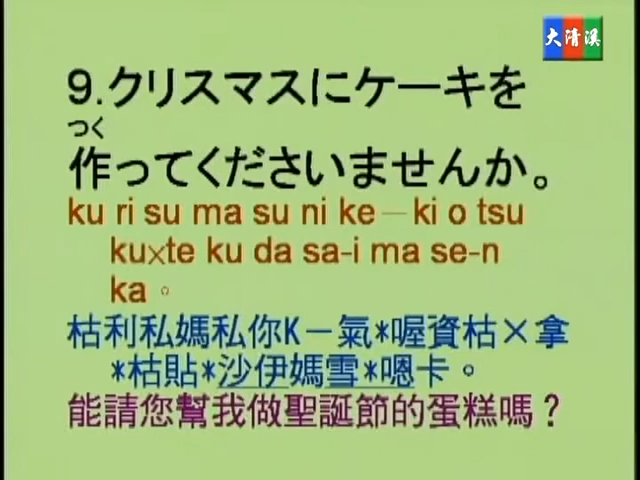 大清溪
9.クリスマスにケーキを
つく
作ってくださいませんか。
ku ri su ma su ni ke－ki o tsu
ku×te ku da sa-i ma se-n
ka。
枯利私媽私你K－氣*喔資枯×拿
*枯貼*沙伊媽雪*嗯卡。
能請您幫我做聖誕節的蛋糕嗎？